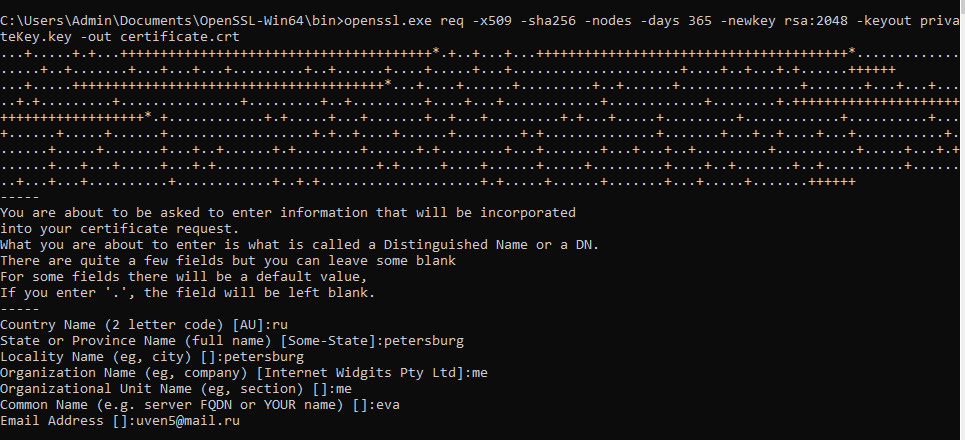 C:\Users\Admin\Documents\OpenSSL-Win64\bin>openssl.exe req -x509 -sha256 -nodes -days 365 -newkey rsa:2048 -keyout priva
teKey.key -out certificate.crt
-----
You are about to be asked to enter information that will be incorporated
into your certificate request.
What you are about to enter is what is called a Distinguished Name or a DN.
There are quite a few fields but you can leave some blank
For some fields there will be a default value,
If you enter '.', the field will be left blank.
-----
Country Name (2 letter code) [AU]:ru
State or Province Name (full name) [Some-State]:petersburg
Locality Name (eg, city) []:petersburg
Organization Name (eg, company) [Internet Widgits Pty Ltd]:me
Organizational Unit Name (eg, section) []:me
Common Name (e.g. server FQDN or YOUR name) []:eva
Email Address []:uven5@mail.ru